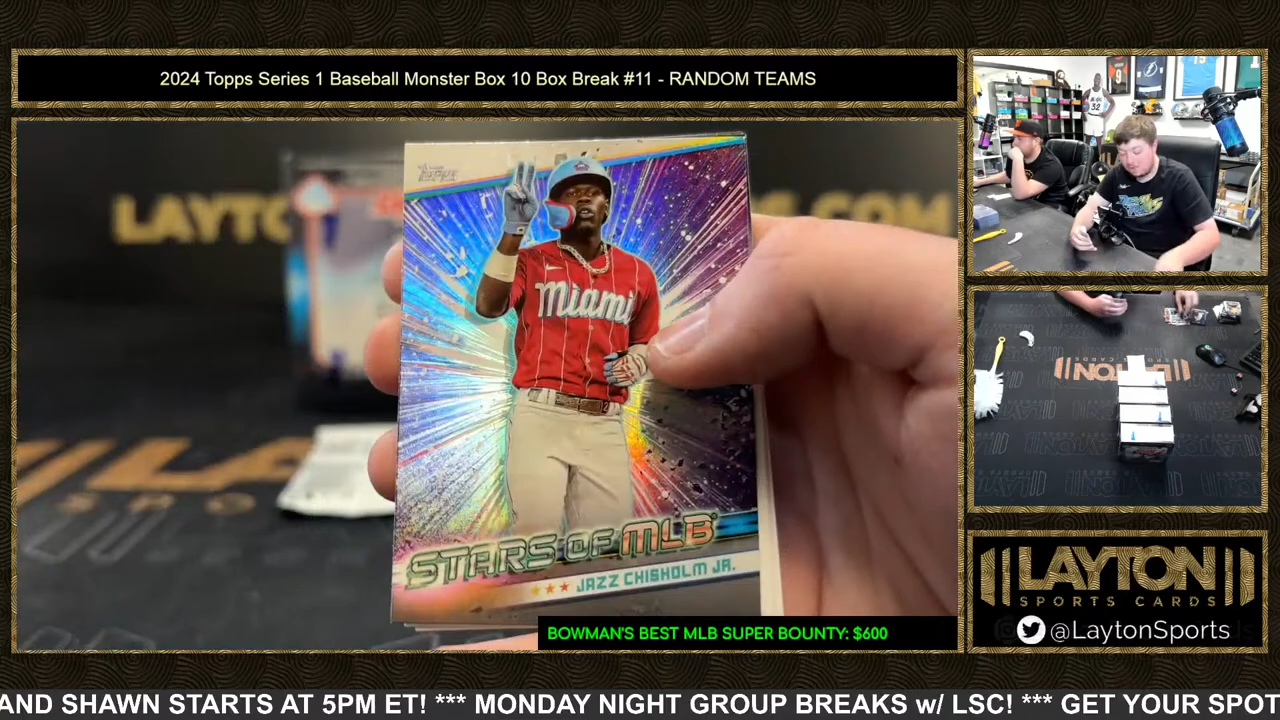 2024 Topps Series 1 Baseball Monster Box 10 Box Break #11 - RANDOM TEAMS
Miami
STARS OF MLB
JAZZ CHISHOLM JR.
BOWMAN'S BEST MLB SUPER BOUNTY: $600
32
LAYTON
SPORTS CARDS
@LaytonSports
AND SHAWN STARTS AT 5PM ET! *** MONDAY NIGHT GROUP BREAKS w/ LSC! *** GET YOUR SPOT